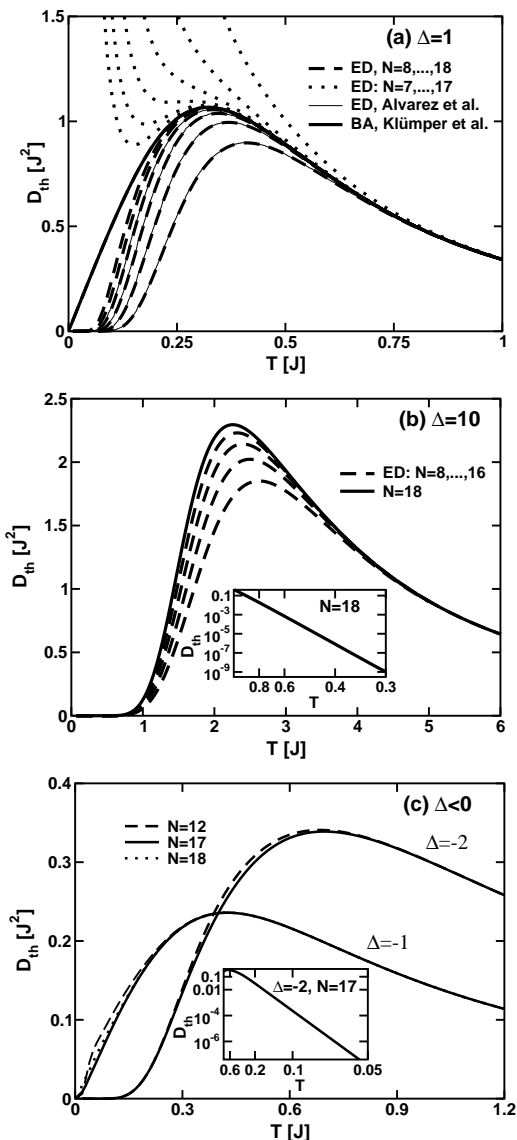 1.5
(a) Δ=1
ED, N=8,...,18
ED: N=7,...,17
ED, Alvarez et al.
BA, Klümper et al.
1
D_th [J²]
0.5
0
0 0.25 0.5 0.75 1
T [J]
2.5
(b) Δ=10
2
ED: N=8,...,16
N=18
1.5
D_th [J²]
1
0.1
N=18
10⁻³
D_th
10⁻⁵
10⁻⁷
10⁻⁹
0.8 0.6 0.4 0.3
T
0.5
0
0 1 2 3 4 5 6
T [J]
0.4
(c) Δ<0
N=12
N=17
N=18
Δ=-2
0.3
0.2
Δ=-1
D_th [J²]
0.1
Δ=-2, N=17
0.01
D_th
10⁻⁴
10⁻⁶
0.6 0.2 0.1 0.05
T
0.1
0
0 0.3 0.6 0.9 1.2
T [J]